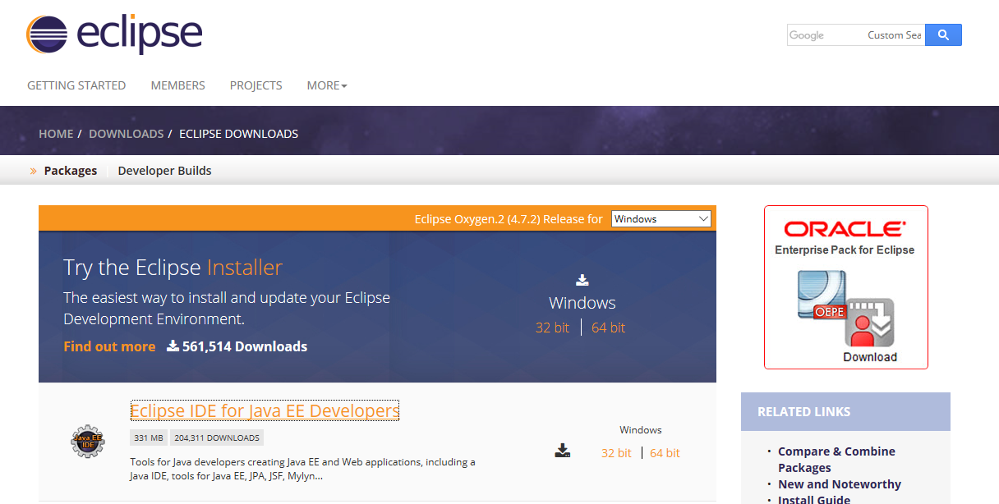 eclipse
Google Custom Sea
GETTING STARTED MEMBERS PROJECTS MORE
HOME / DOWNLOADS / ECLIPSE DOWNLOADS
» Packages Developer Builds
Eclipse Oxygen.2 (4.7.2) Release for Windows
Try the Eclipse Installer
The easiest way to install and update your Eclipse
Development Environment.
Find out more 561,514 Downloads
Windows
32 bit | 64 bit
Eclipse IDE for Java EE Developers
331 MB 204,311 DOWNLOADS
Java EE
IDE
Tools for Java developers creating Java EE and Web applications, including a
Java IDE, tools for Java EE, JPA, JSF, Mylyn...
Windows
32 bit | 64 bit
ORACLE
Enterprise Pack for Eclipse
OEPE
Download
RELATED LINKS
· Compare & Combine
Packages
· New and Noteworthy
· Install Guide